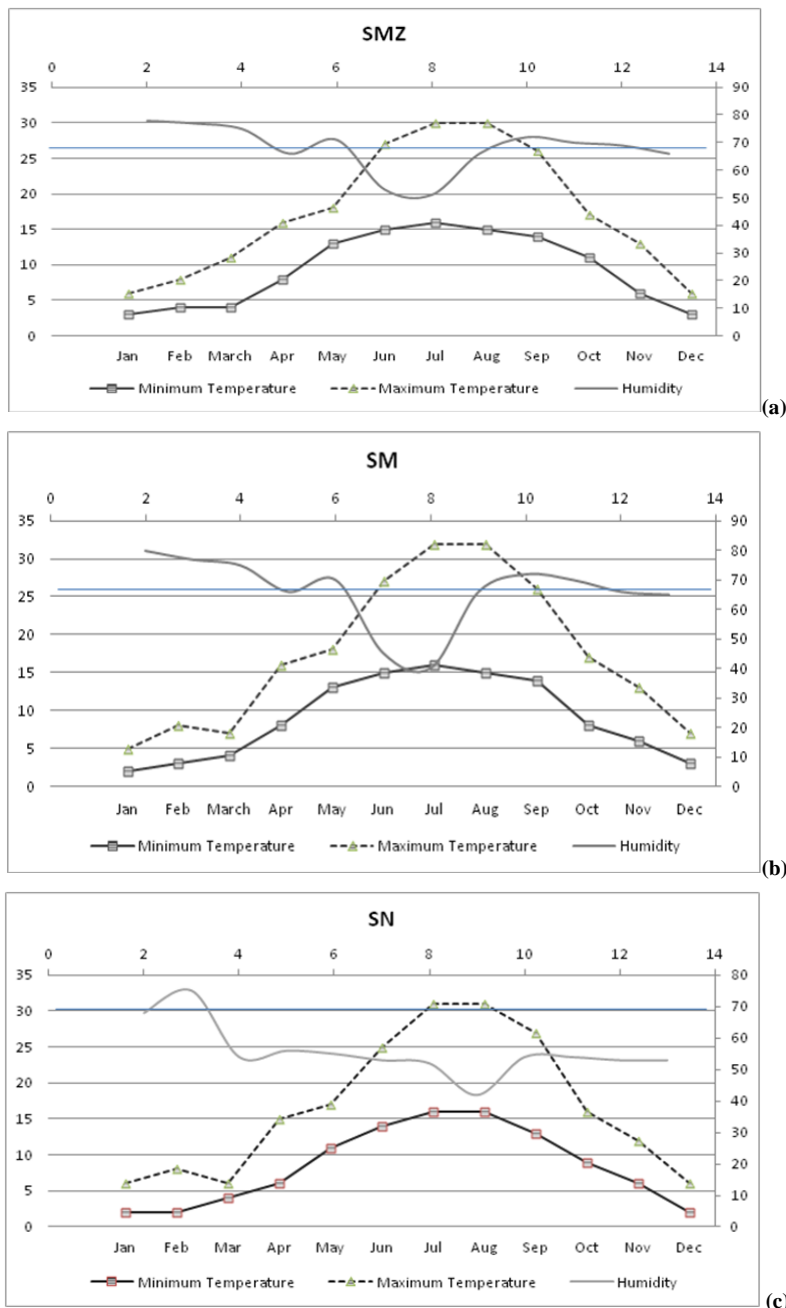 SMZ
0 2 4 6 8 10 12 14
35 90
30 80
25 70
20 60
15 50
10 40
5 30
0 20
10
0
Jan Feb March Apr May Jun Jul Aug Sep Oct Nov Dec
Minimum Temperature Maximum Temperature Humidity
(a)
SM
0 2 4 6 8 10 12 14
35 90
30 80
25 70
20 60
15 50
10 40
5 30
0 20
10
0
Jan Feb March Apr May Jun Jul Aug Sep Oct Nov Dec
Minimum Temperature Maximum Temperature Humidity
(b)
SN
0 2 4 6 8 10 12 14
35 80
30 70
25 60
20 50
15 40
10 30
5 20
0 10
0
Jan Feb Mar Apr May Jun Jul Aug Sep Oct Nov Dec
Minimum Temperature Maximum Temperature Humidity
(c)